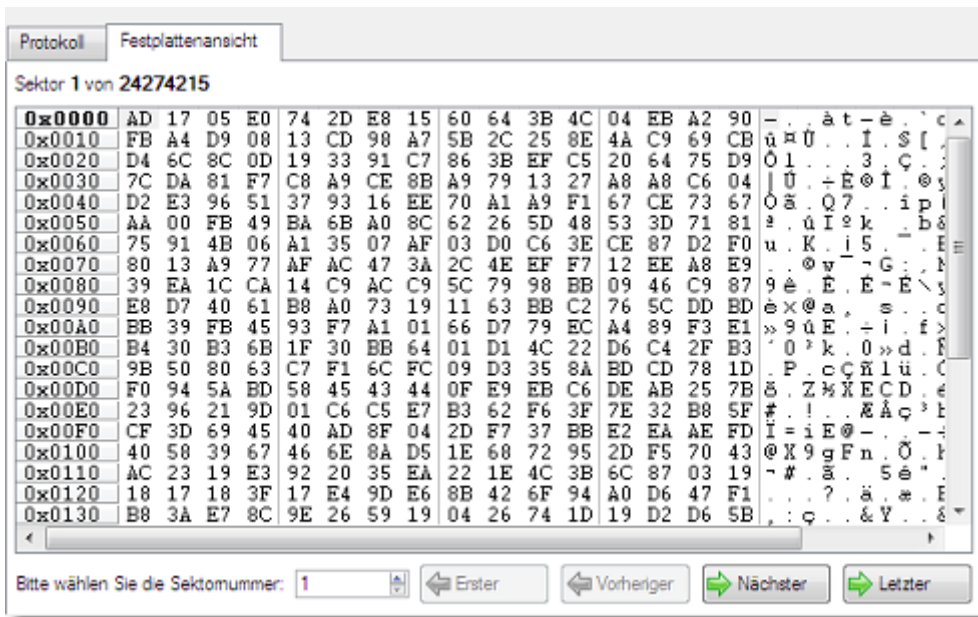 Protokoll Festplattenansicht
Sektor 1 von 24274215
0x0000 AD 17 05 E0 74 2D E8 15 60 64 3B 4C 04 EB A2 90
0x0010 FB A4 D9 08 13 CD 98 A7 5B 2C 25 8E 4A C9 69 CB
0x0020 D4 6C 8C 0D 19 33 91 C7 86 3B EF C5 20 64 75 D9
0x0030 7C DA 81 F7 C8 A9 CE 8B A9 79 13 27 A8 A8 C6 04
0x0040 D2 E3 96 51 37 93 16 EE 70 A1 A9 F1 67 CE 73 67
0x0050 AA 00 FB 49 BA 6B A0 8C 62 26 5D 48 53 3D 71 81
0x0060 75 91 4B 06 A1 35 07 AF 03 D0 C6 3E CE 87 D2 F0
0x0070 80 13 A9 77 AF AC 47 3A 2C 4E EF F7 12 EE A8 E9
0x0080 39 EA 1C CA 14 C9 AC C9 5C 79 98 BB 09 46 C9 87
0x0090 E8 D7 40 61 B8 A0 73 19 11 63 BB C2 76 5C DD BD
0x00A0 BB 39 FB 45 93 F7 A1 01 66 D7 79 EC A4 89 F3 E1
0x00B0 B4 30 B3 6B 1F 30 BB 64 01 D1 4C 22 D6 C4 2F B3
0x00C0 9B 50 80 63 C7 F1 6C FC 09 D3 35 8A BD CD 78 1D
0x00D0 F0 94 5A BD 58 45 43 44 0F E9 EB C6 DE AB 25 7B
0x00E0 23 96 21 9D 01 C6 C5 E7 B3 62 F6 3F 7E 32 B8 5F
0x00F0 CF 3D 69 45 40 AD 8F 04 2D F7 37 BB E2 EA AE FD
0x0100 40 58 39 67 46 6E 8A D5 1E 68 72 95 2D F5 70 43
0x0110 AC 23 19 E3 92 20 35 EA 22 1E 4C 3B 6C 87 03 19
0x0120 18 17 18 3F 17 E4 9D E6 8B 42 6F 94 A0 D6 47 F1
0x0130 B8 3A E7 8C 9E 26 59 19 04 26 74 1D 19 D2 D6 5B
Bitte wählen Sie die Sektornummer: 1 Erster Vorheriger Nächster Letzter